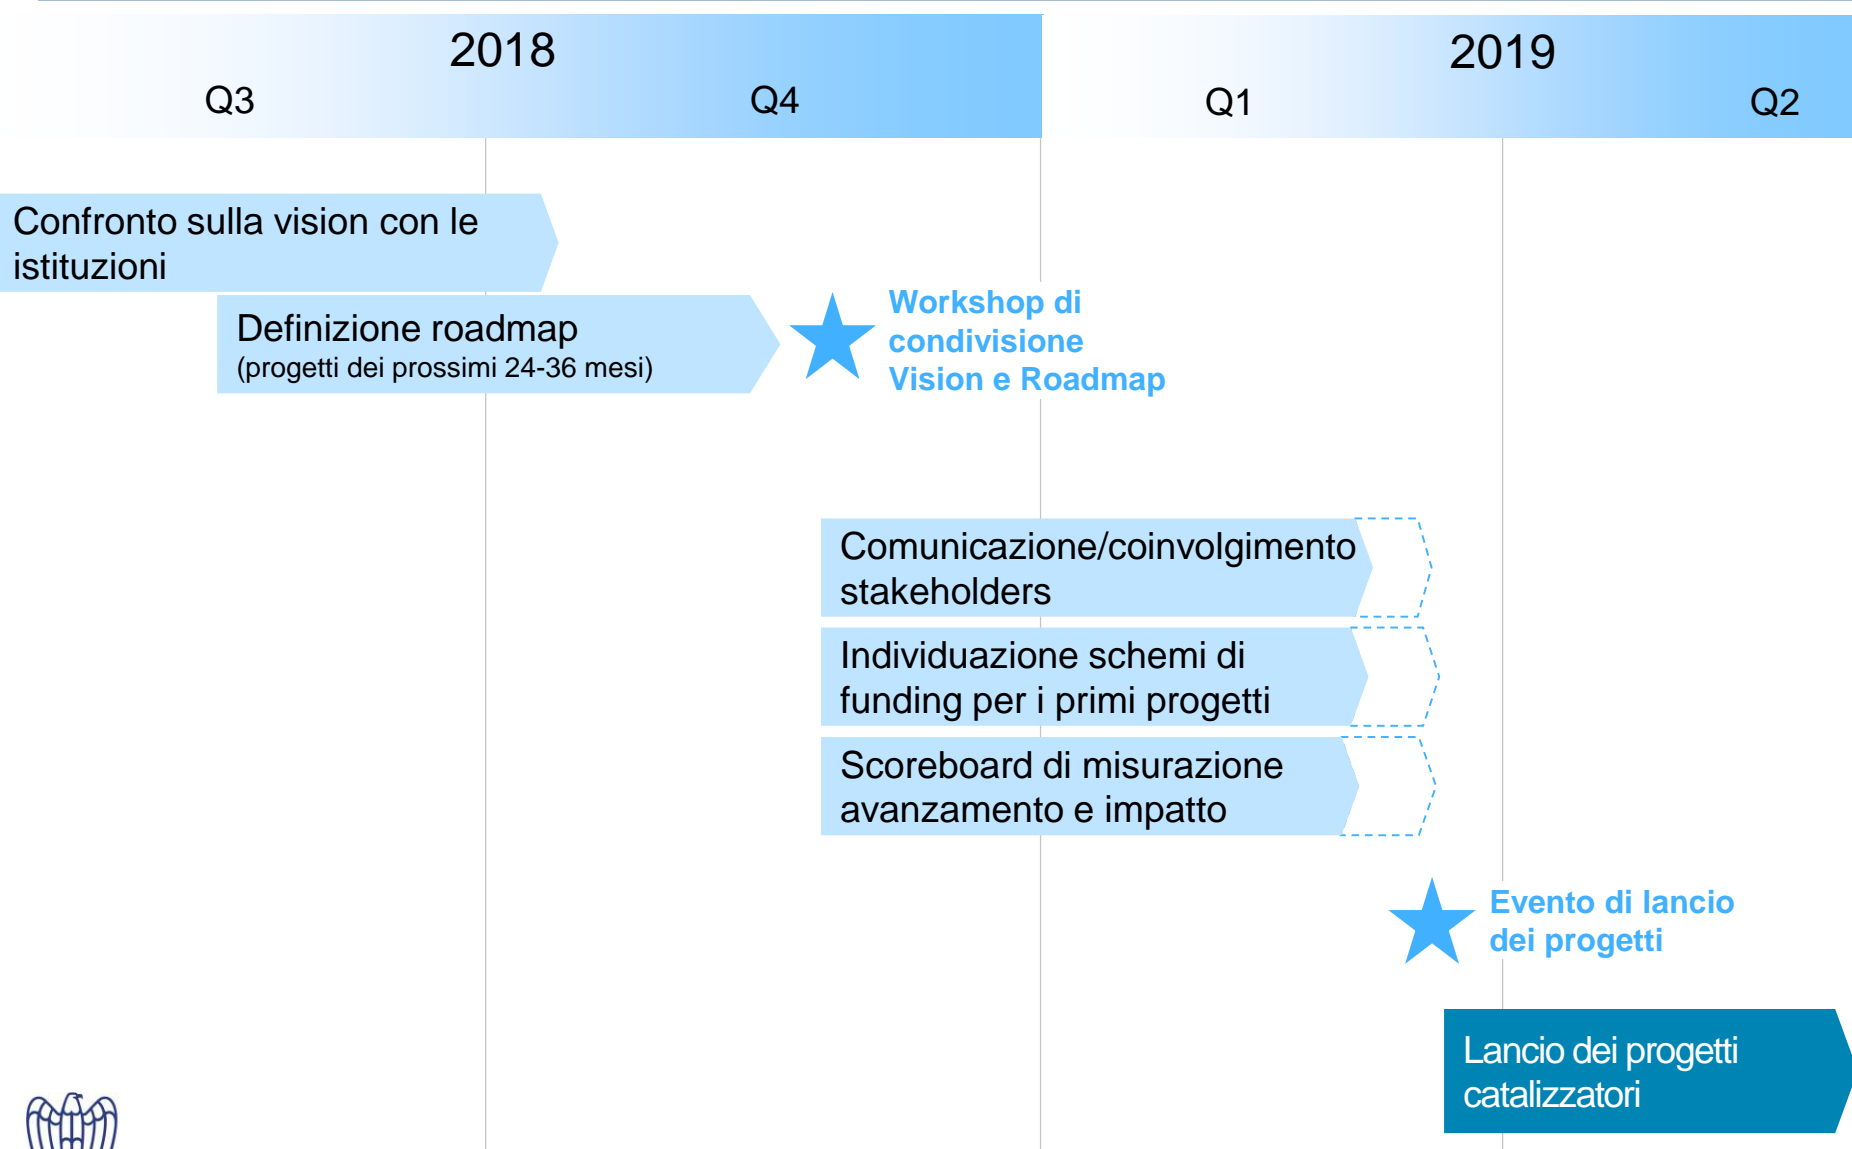 2018
2019
Q3
Q4
Q1
Q2
Confronto sulla vision con le
istituzioni
Definizione roadmap
(progetti dei prossimi 24-36 mesi)
Workshop di
condivisione
Vision e Roadmap
Comunicazione/coinvolgimento
stakeholders
Individuazione schemi di
funding per i primi progetti
Scoreboard di misurazione
avanzamento e impatto
Evento di lancio
dei progetti
Lancio dei progetti
catalizzatori